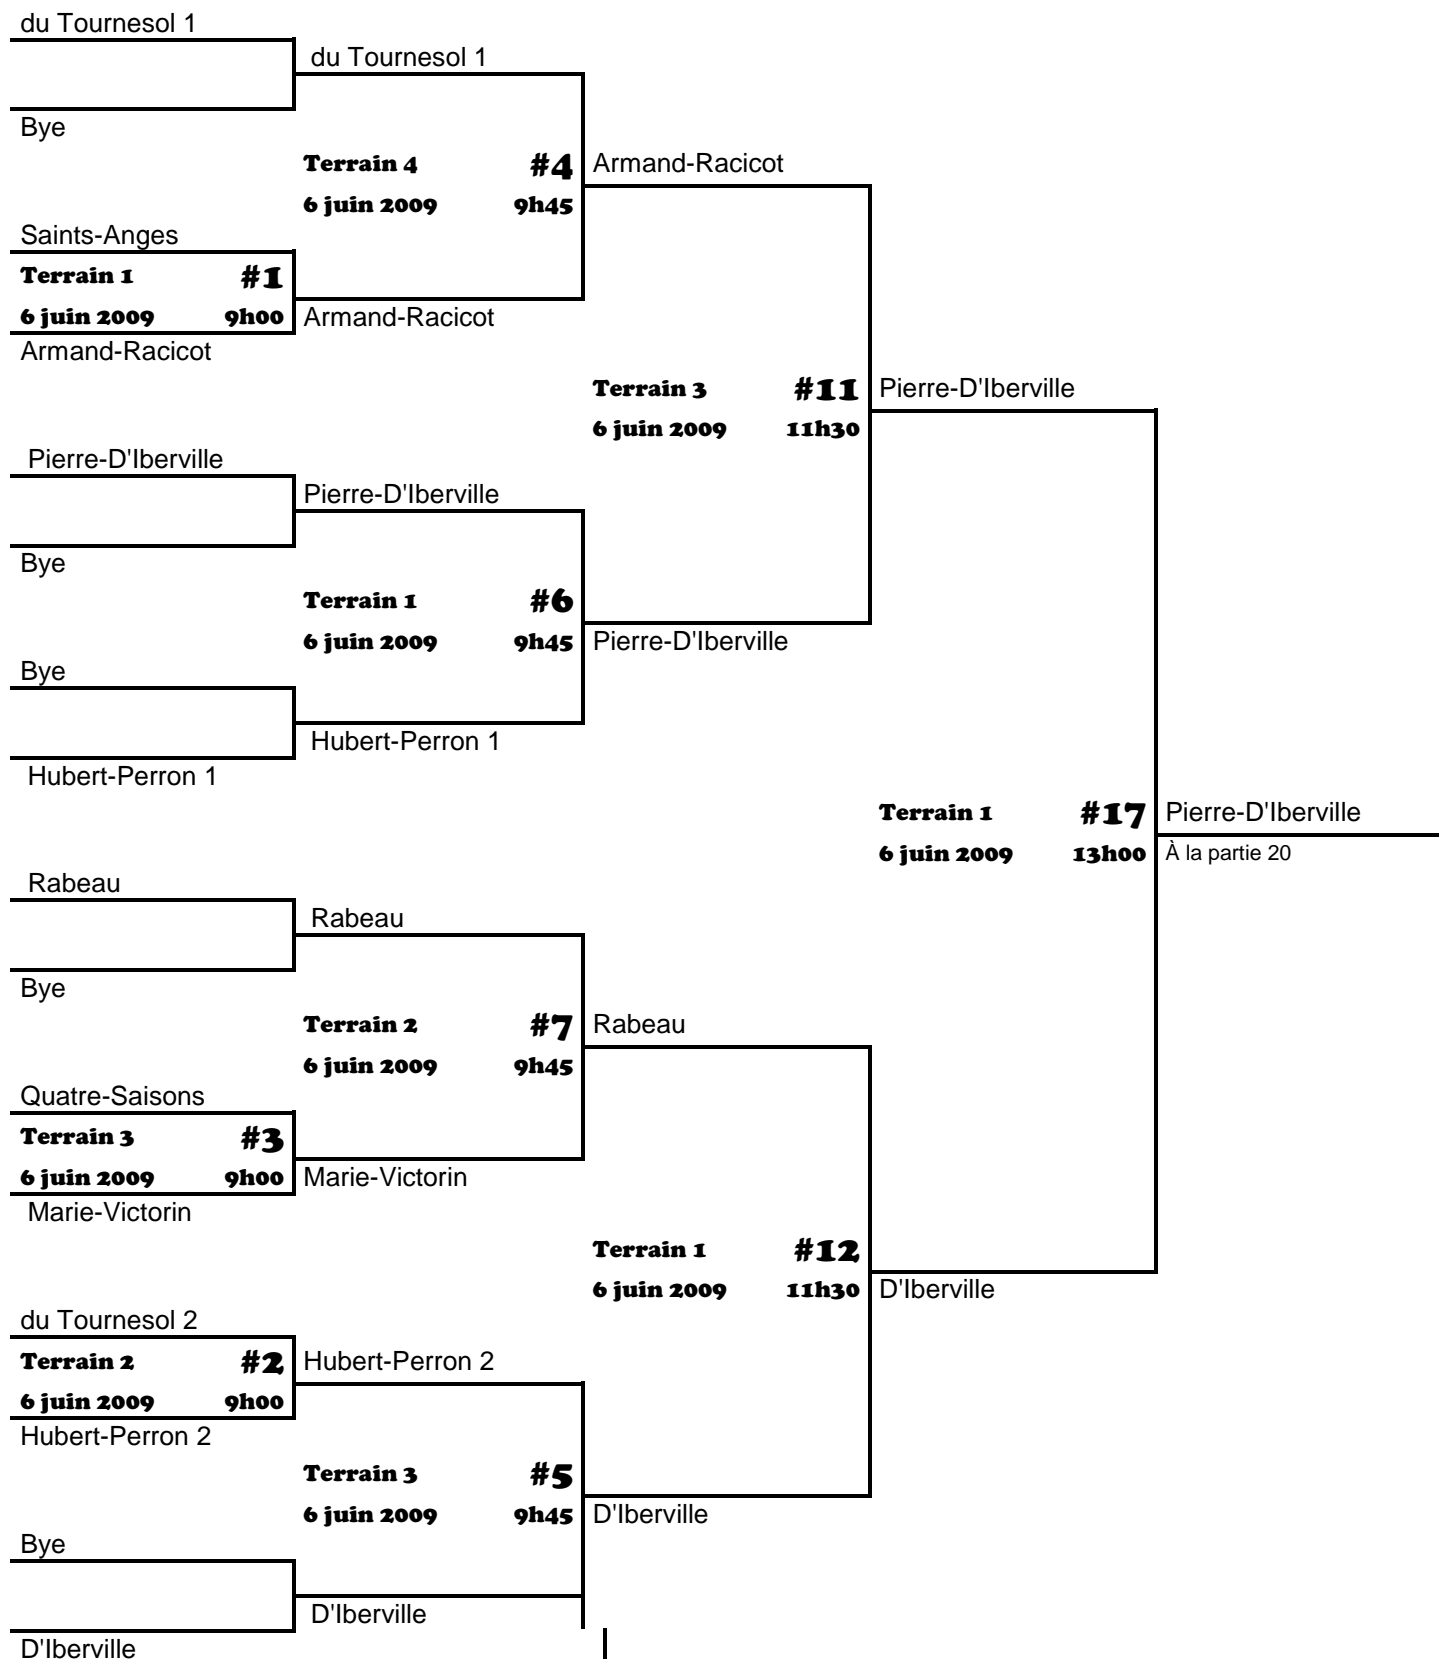 du Tournesol 1
du Tournesol 1
Bye
Terrain 4 #4 Armand-Racicot
6 juin 2009 9h45
Saints-Anges
Terrain 1 #1
6 juin 2009 9h00 Armand-Racicot
Armand-Racicot
Terrain 3 #11 Pierre-D'Iberville
6 juin 2009 11h30
Pierre-D'Iberville
Pierre-D'Iberville
Bye
Terrain 1 #6
6 juin 2009 9h45 Pierre-D'Iberville
Bye
Hubert-Perron 1
Hubert-Perron 1
Terrain 1 #17 Pierre-D'Iberville
6 juin 2009 13h00 À la partie 20
Rabeau
Rabeau
Bye
Terrain 2 #7 Rabeau
6 juin 2009 9h45
Quatre-Saisons
Terrain 3 #3
6 juin 2009 9h00 Marie-Victorin
Marie-Victorin
Terrain 1 #12
6 juin 2009 11h30 D'Iberville
du Tournesol 2
Terrain 2 #2 Hubert-Perron 2
6 juin 2009 9h00
Hubert-Perron 2
Terrain 3 #5
6 juin 2009 9h45 D'Iberville
Bye
D'Iberville
D'Iberville